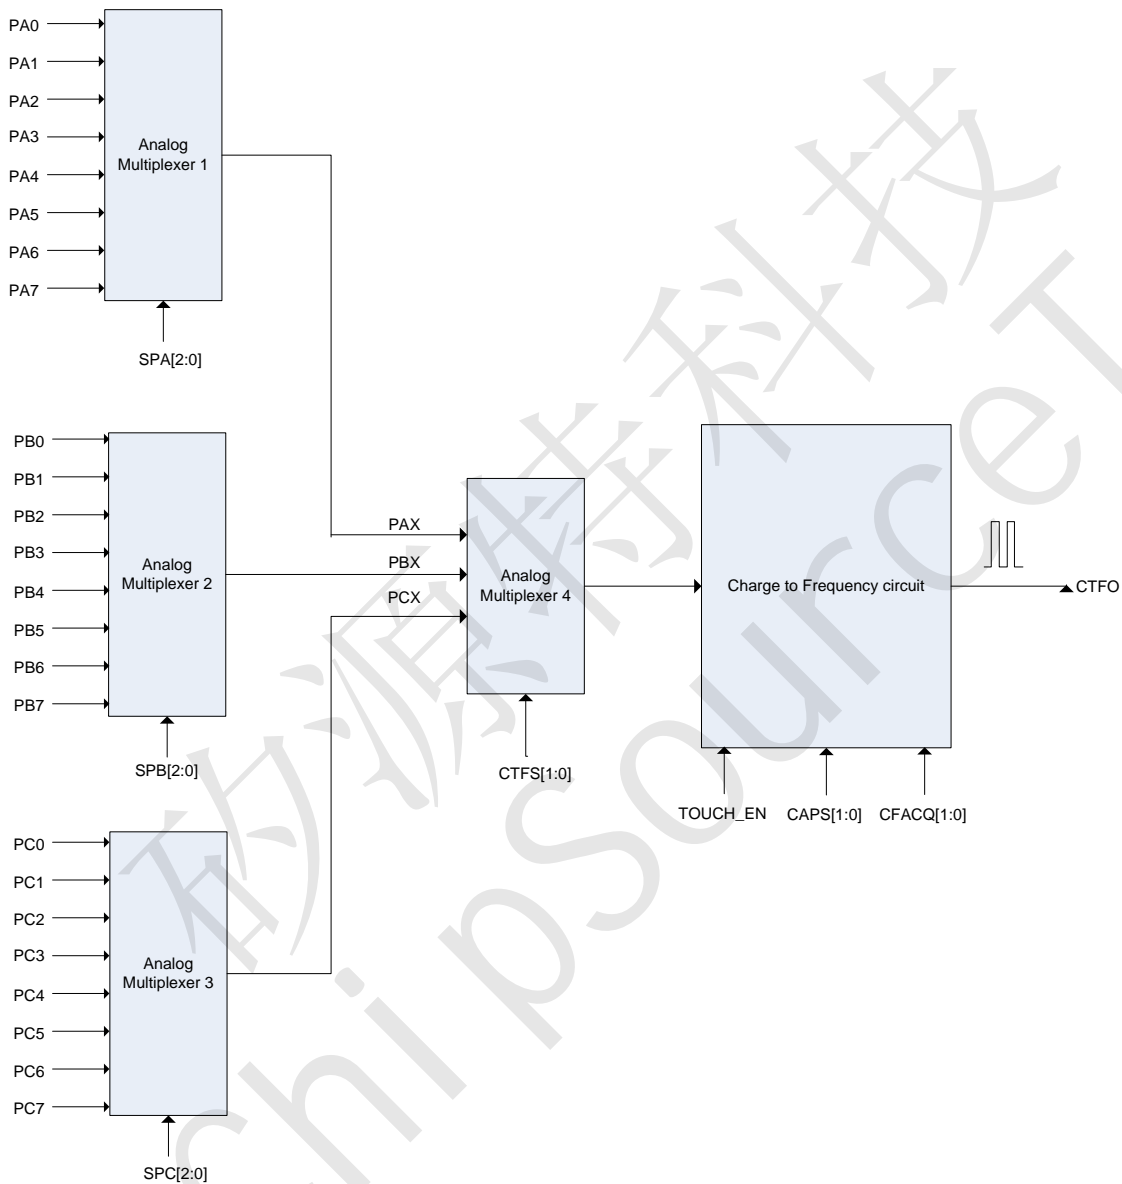 PA0
PA1
PA2
PA3
PA4
PA5
PA6
PA7
Analog
Multiplexer 1
SPA[2:0]
PB0
PB1
PB2
PB3
PB4
PB5
PB6
PB7
Analog
Multiplexer 2
SPB[2:0]
PC0
PC1
PC2
PC3
PC4
PC5
PC6
PC7
Analog
Multiplexer 3
SPC[2:0]
PAX
PBX
PCX
Analog
Multiplexer 4
CTFS[1:0]
Charge to Frequency circuit
TOUCH_EN
CAPS[1:0]
CFACQ[1:0]
CTFO
矽源特科技
ChipSourceT